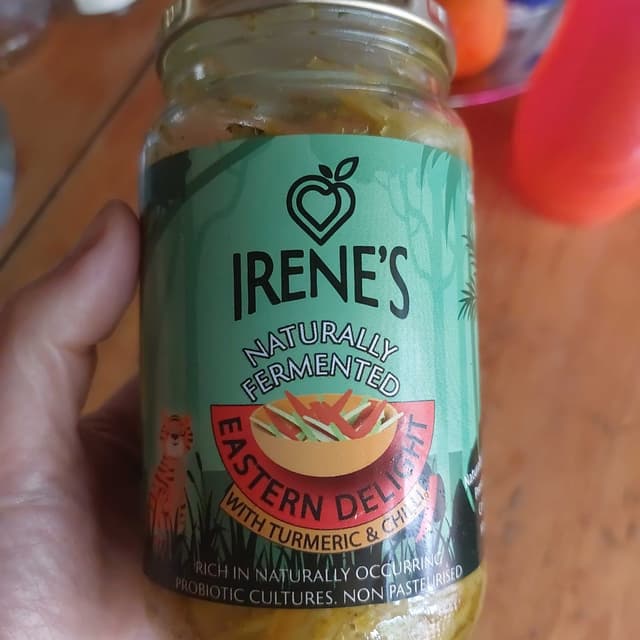 IRENE'S
NATURALLY
FERMENTED
EASTERN DELIGHT
WITH TURMERIC & CHILLI
RICH IN NATURALLY OCCURRING
PROBIOTIC CULTURES. NON PASTEURISED